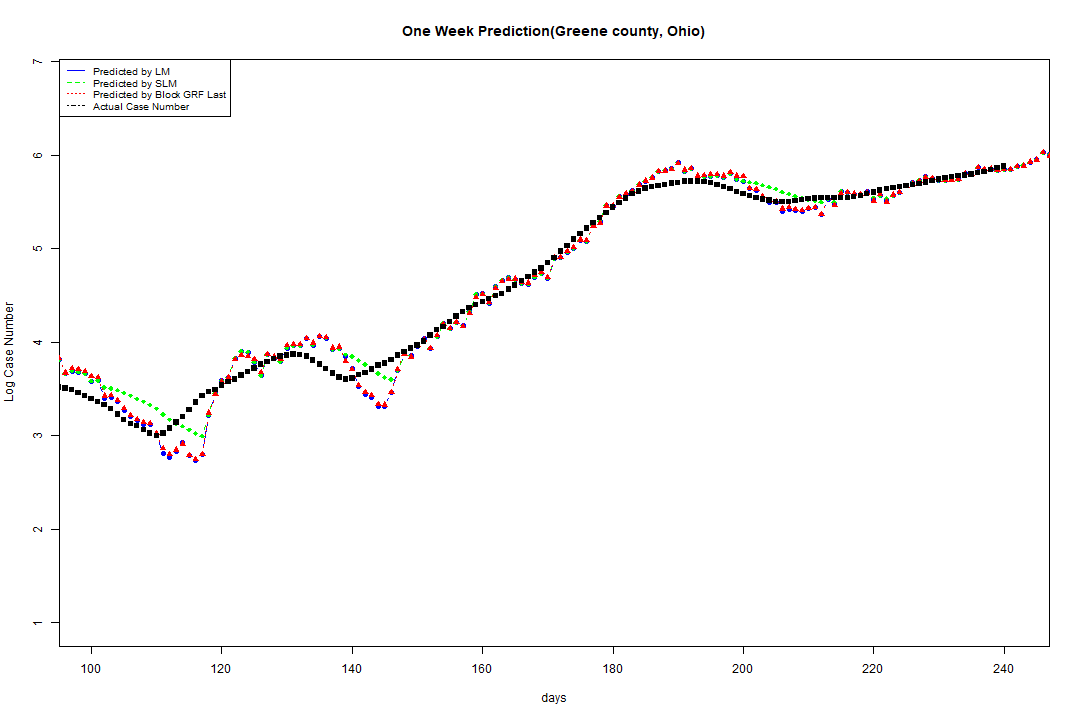 One Week Prediction(Greene county, Ohio)
Predicted by LM
Predicted by SLM
Predicted by Block GRF Last
Actual Case Number
7
6
5
4
3
2
1
Log Case Number
100 120 140 160 180 200 220 240
days